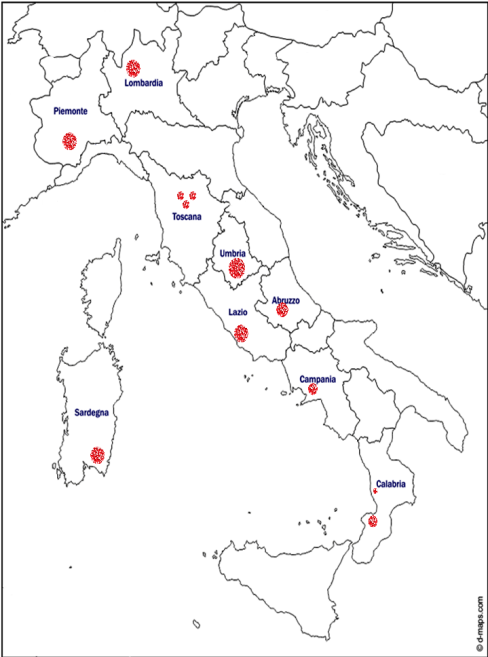 Lombardia
Piemonte
Toscana
Umbria
Abruzzo
Lazio
Campania
Sardegna
Calabria
© d-maps.com